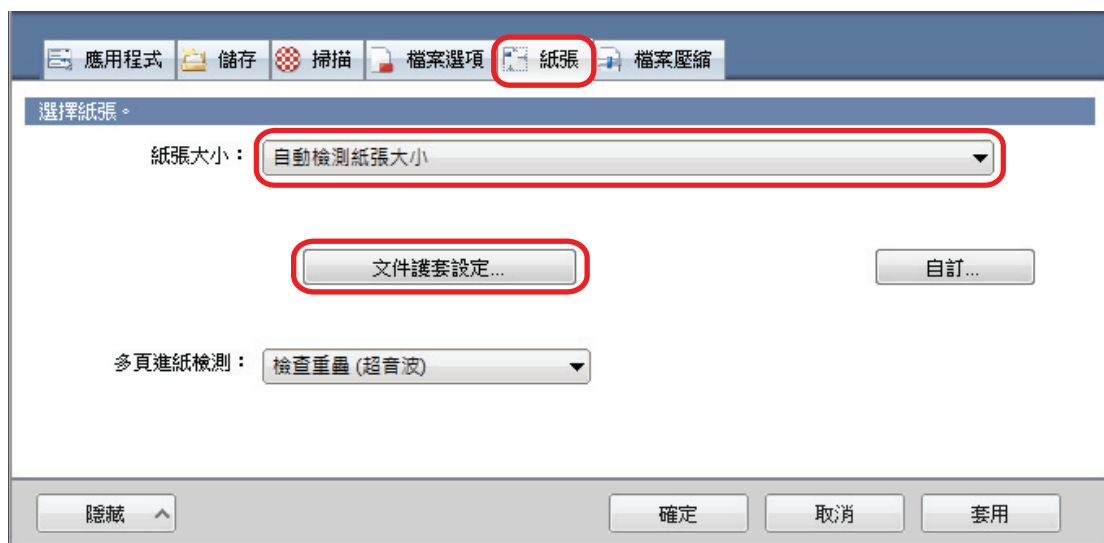 應用程式 儲存 掃描 檔案選項 紙張 檔案壓縮
選擇紙張。
紙張大小： 自動檢測紙張大小
文件護套設定... 自訂...
多頁進紙檢測： 檢查重疊 (超音波)
隱藏 確定 取消 套用